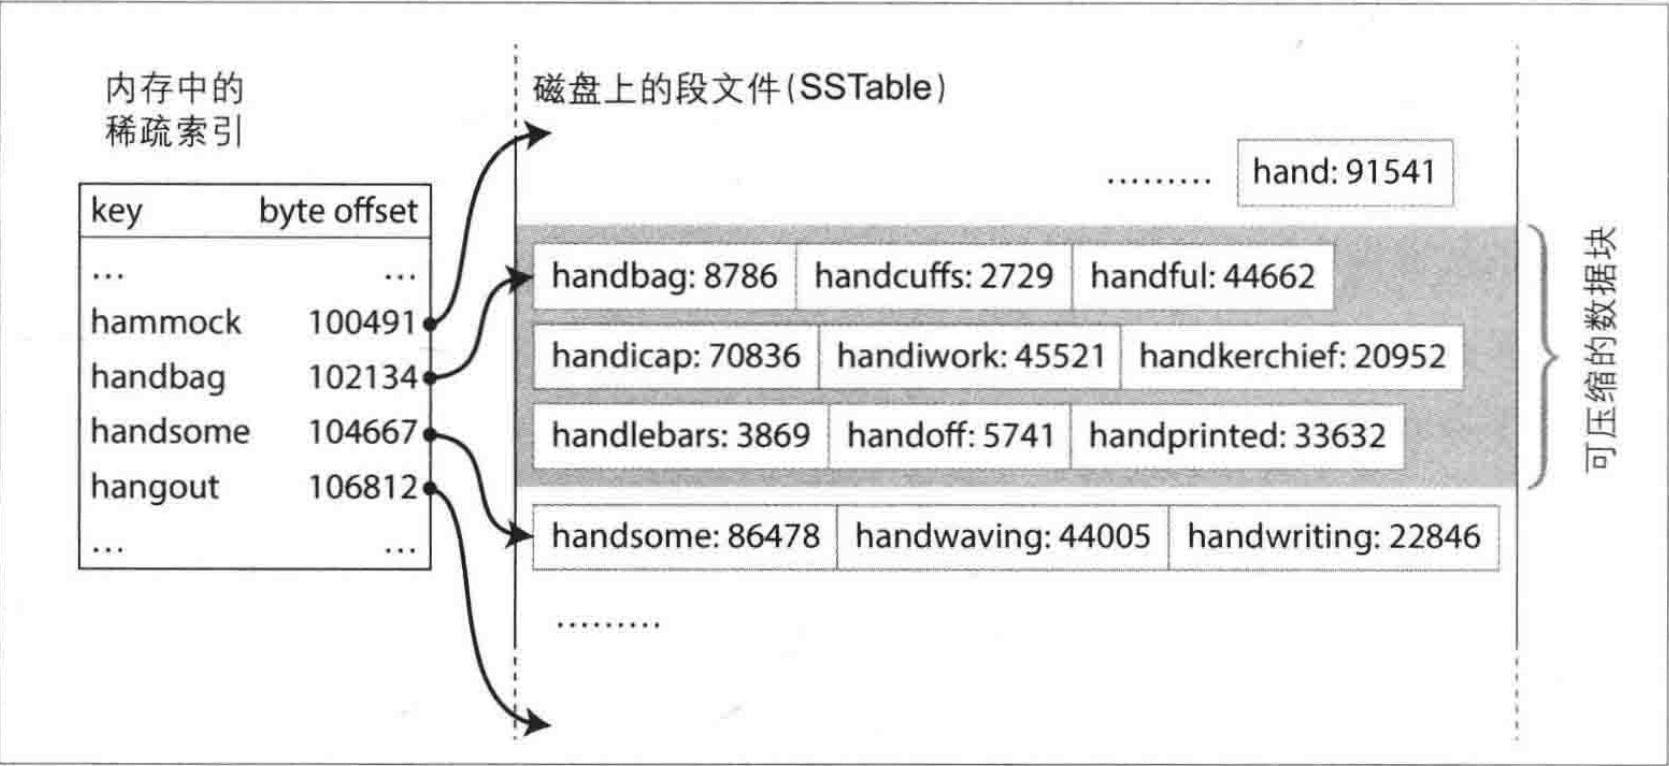 内存中的
稀疏索引
key byte offset
... ...
hammock 100491
handbag 102134
handsome 104667
hangout 106812
... ...
磁盘上的段文件(SSTable)
......... hand: 91541
handbag: 8786 handcuffs: 2729 handful: 44662
handicap: 70836 handiwork: 45521 handkerchief: 20952
handlebars: 3869 handoff: 5741 handprinted: 33632
handsome: 86478 handwaving: 44005 handwriting: 22846
.........
可压缩的数据块